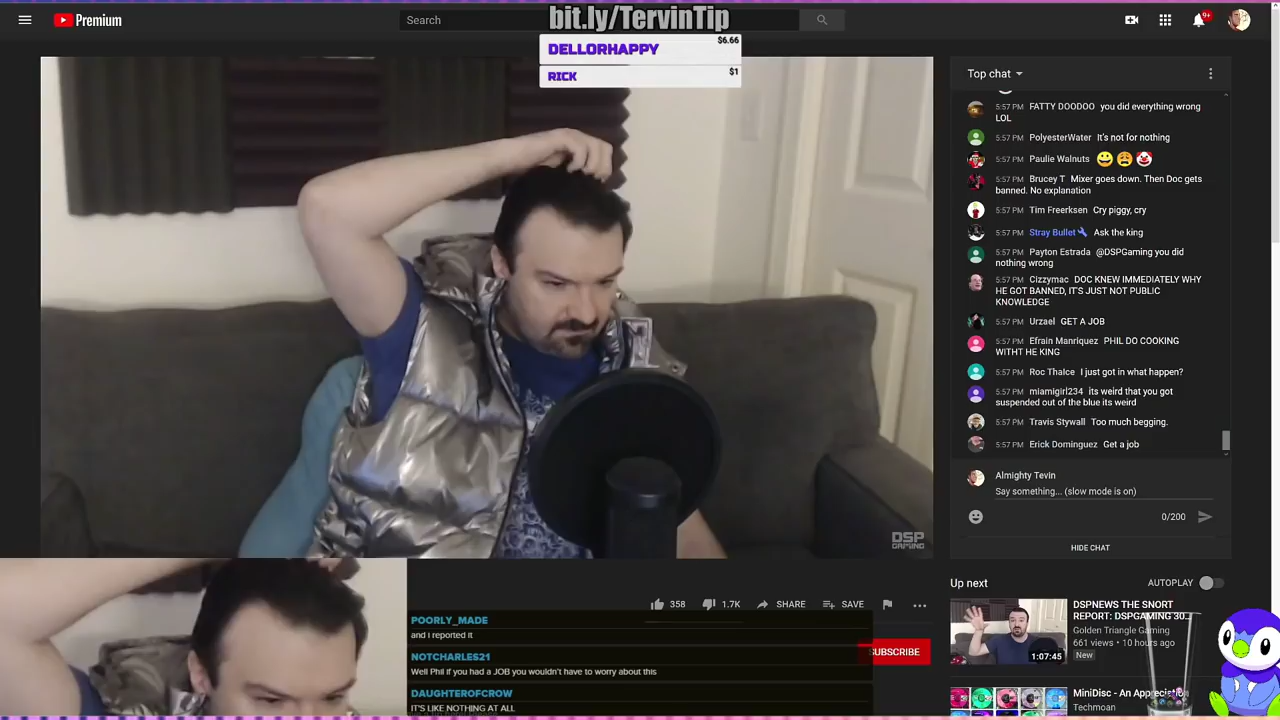 Premium
Search
bit.ly/TervinTip
9+
DELLORHAPPY $6.66
RICK $1
Top chat
5:57 PM FATTY DOODOO you did everything wrong
LOL
5:57 PM PolyesterWater It's not for nothing
5:57 PM Paulie Walnuts 😀😩🤡
5:57 PM Brucey T Mixer goes down. Then Doc gets
banned. No explanation
5:57 PM Tim Freerksen Cry piggy, cry
5:57 PM Stray Bullet Ask the king
5:57 PM Payton Estrada @DSPGaming you did
nothing wrong
5:57 PM Cizzymac DOC KNEW IMMEDIATELY WHY
HE GOT BANNED, IT'S JUST NOT PUBLIC
KNOWLEDGE
5:57 PM Urzael GET A JOB
5:57 PM Efrain Manriquez PHIL DO COOKING
WITHT HE KING
5:57 PM Roc Thalce I just got in what happen?
5:57 PM miamigirl234 its weird that you got
suspended out of the blue its weird
5:57 PM Travis Stywall Too much begging.
5:57 PM Erick Dominguez Get a job
Almighty Tevin
Say something... (slow mode is on)
0/200
HIDE CHAT
DSP
GAMING
358 1.7K SHARE SAVE
SUBSCRIBE
POORLY_MADE
and I reported it
NOTCHARLES21
Well Phil if you had a JOB you wouldn't have to worry about this
DAUGHTEROFCROW
IT'S LIKE NOTHING AT ALL
Up next
AUTOPLAY
DSPNEWS THE SNORT
REPORT: DSPGAMING 30...
Golden Triangle Gaming
661 views • 10 hours ago
New
1:07:45
MiniDisc - An Appreciati
Techmoan